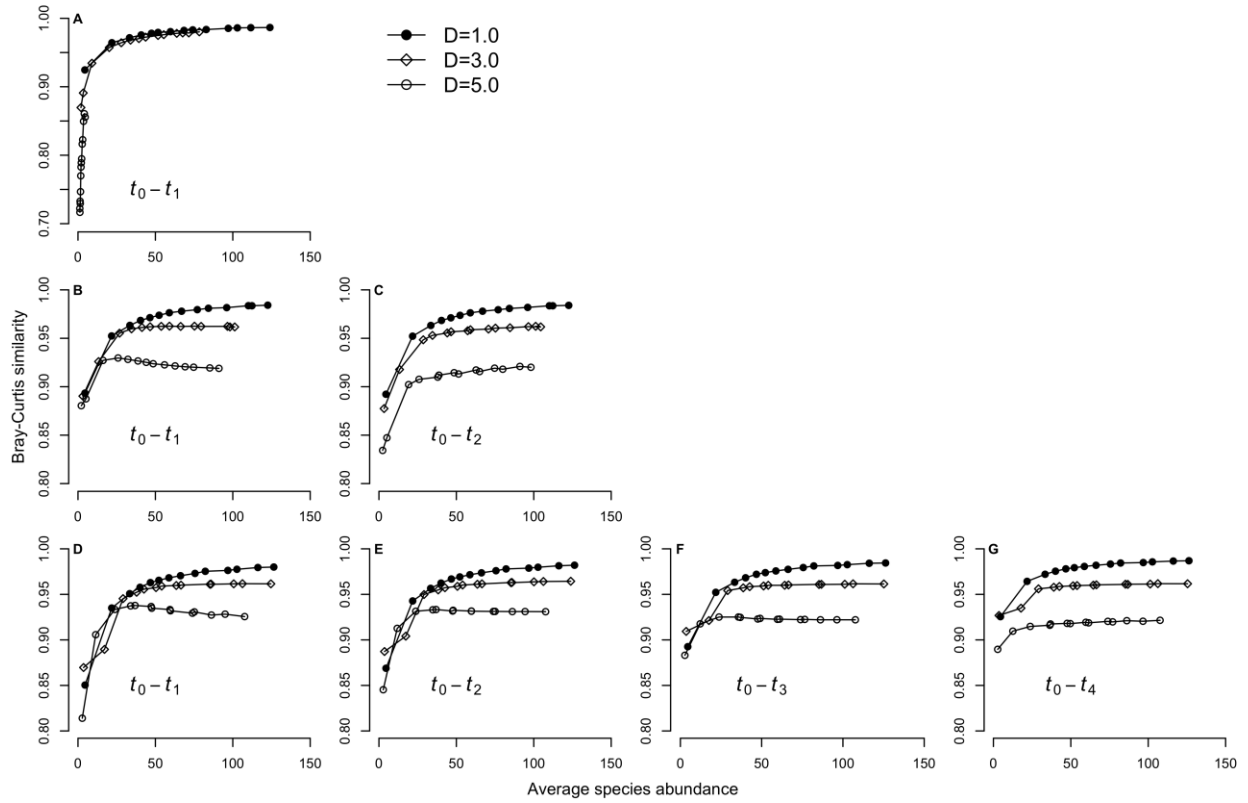 A
1.00
0.90
0.80
0.70
t0 – t1
0 50 100 150
D=1.0
D=3.0
D=5.0
Bray-Curtis similarity
B
1.00
0.95
0.90
0.85
0.80
t0 – t1
0 50 100 150
C
1.00
0.95
0.90
0.85
0.80
t0 – t2
0 50 100 150
D
1.00
0.95
0.90
0.85
0.80
t0 – t1
0 50 100 150
E
1.00
0.95
0.90
0.85
0.80
t0 – t2
0 50 100 150
F
1.00
0.95
0.90
0.85
0.80
t0 – t3
0 50 100 150
G
1.00
0.95
0.90
0.85
0.80
t0 – t4
0 50 100 150
Average species abundance